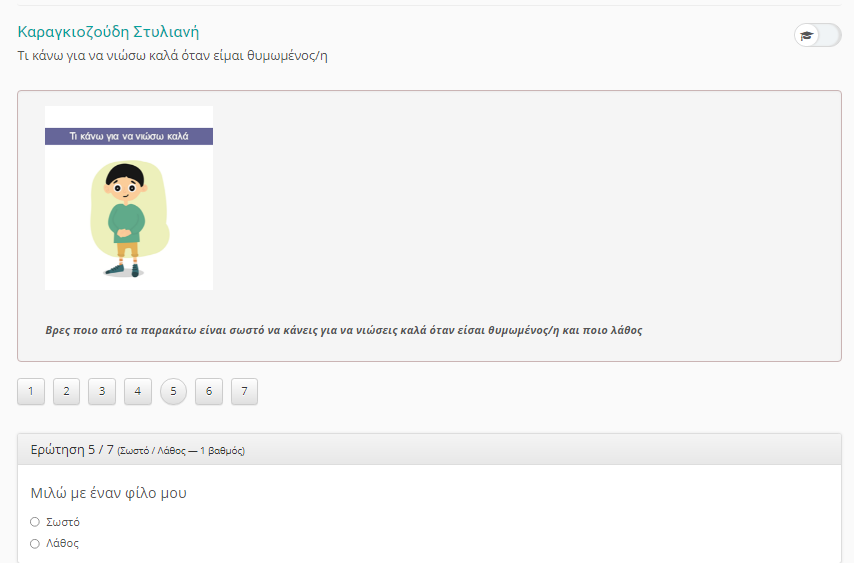 Καραγκιοζούδη Στυλιανή
Τι κάνω για να νιώσω καλά όταν είμαι θυμωμένος/η
Τι κάνω για να νιώσω καλά
Βρες ποιο από τα παρακάτω είναι σωστό να κάνεις για να νιώσεις καλά όταν είσαι θυμωμένος/η και ποιο λάθος
1 2 3 4 5 6 7
Ερώτηση 5 / 7 (Σωστό / Λάθος — 1 βαθμός)
Μιλώ με έναν φίλο μου
Σωστό
Λάθος